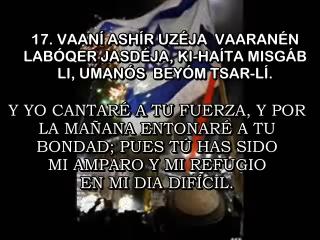 17. VAANÍ ASHÍR UZÉJA VAARANÉN
LABÓQER JASDÉJA, KI-HAÍTA MISGÁB
LI, UMANÓS BEYÓM TSAR-LÍ.
Y YO CANTARÉ A TU FUERZA, Y POR
LA MAÑANA ENTONARÉ A TU
BONDAD; PUES TÚ HAS SIDO
MI AMPARO Y MI REFUGIO
EN MI DIA DIFÍCIL.